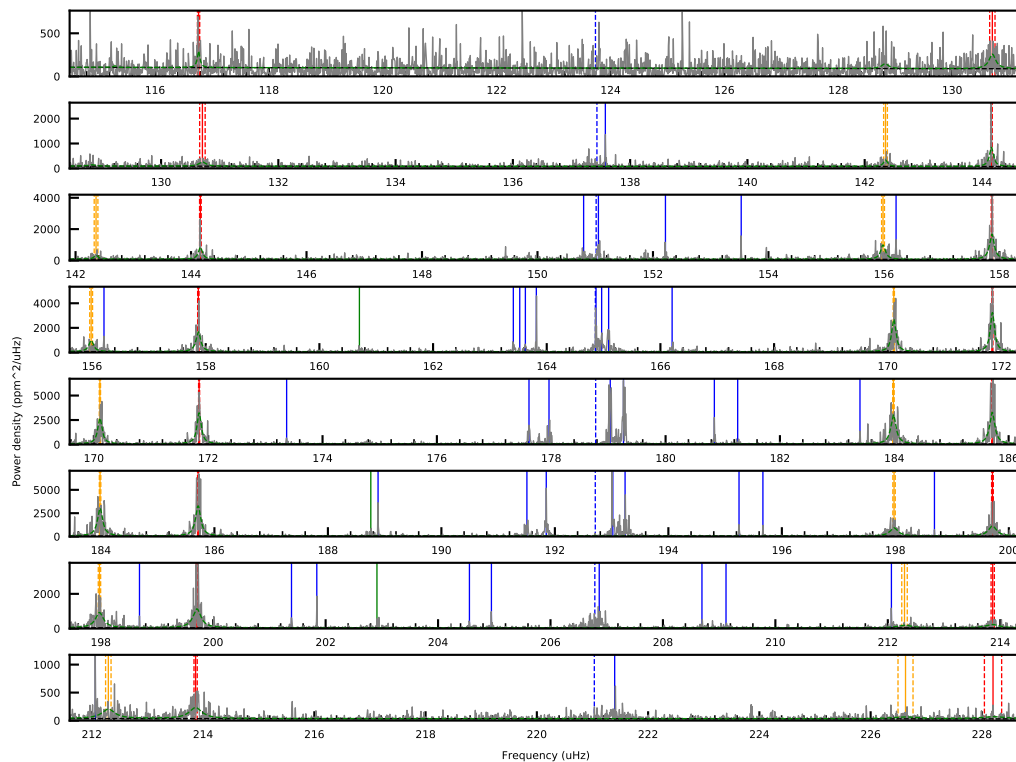 500
0
116 118 120 122 124 126 128 130
2000
1000
0
130 132 134 136 138 140 142 144
4000
2000
0
142 144 146 148 150 152 154 156 158
4000
2000
0
156 158 160 162 164 166 168 170 172
Power density (ppm^2/uHz)
5000
2500
0
170 172 174 176 178 180 182 184 186
5000
2500
0
184 186 188 190 192 194 196 198 200
2000
0
198 200 202 204 206 208 210 212 214
1000
500
0
212 214 216 218 220 222 224 226 228
Frequency (uHz)